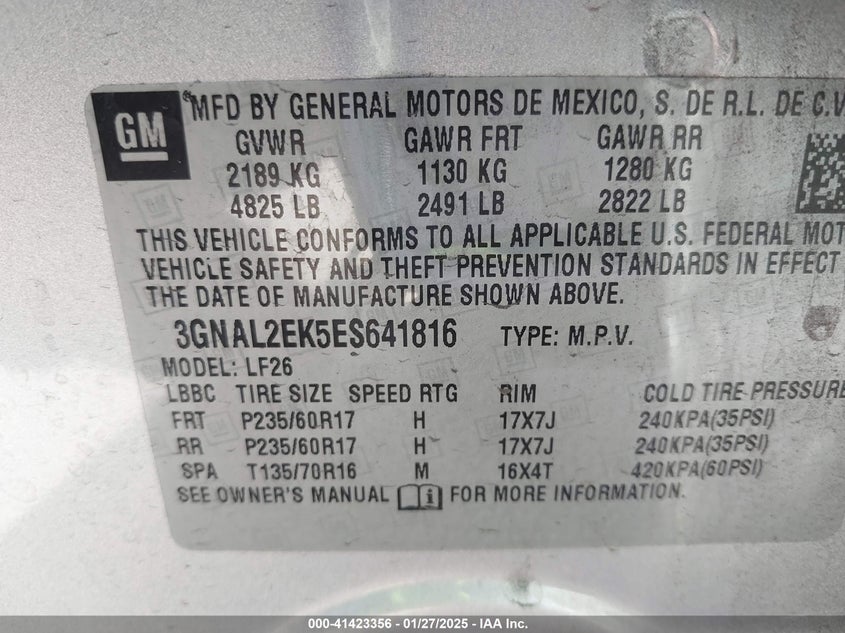 GM
MFD BY GENERAL MOTORS DE MEXICO, S. DE R.L. DE C.V
GVWR GAWR FRT GAWR RR
2189 KG 1130 KG 1280 KG
4825 LB 2491 LB 2822 LB
THIS VEHICLE CONFORMS TO ALL APPLICABLE U.S. FEDERAL MOT
VEHICLE SAFETY AND THEFT PREVENTION STANDARDS IN EFFECT
THE DATE OF MANUFACTURE SHOWN ABOVE.
3GNAL2EK5ES641816 TYPE: M.P.V.
MODEL: LF26
LBBC TIRE SIZE SPEED RTG RIM COLD TIRE PRESSURE
FRT P235/60R17 H 17X7J 240KPA(35PSI)
RR P235/60R17 H 17X7J 240KPA(35PSI)
SPA T135/70R16 M 16X4T 420KPA(60PSI)
SEE OWNER'S MANUAL i FOR MORE INFORMATION.
000-41423356 | 01/27/2025 | © IAA Inc.